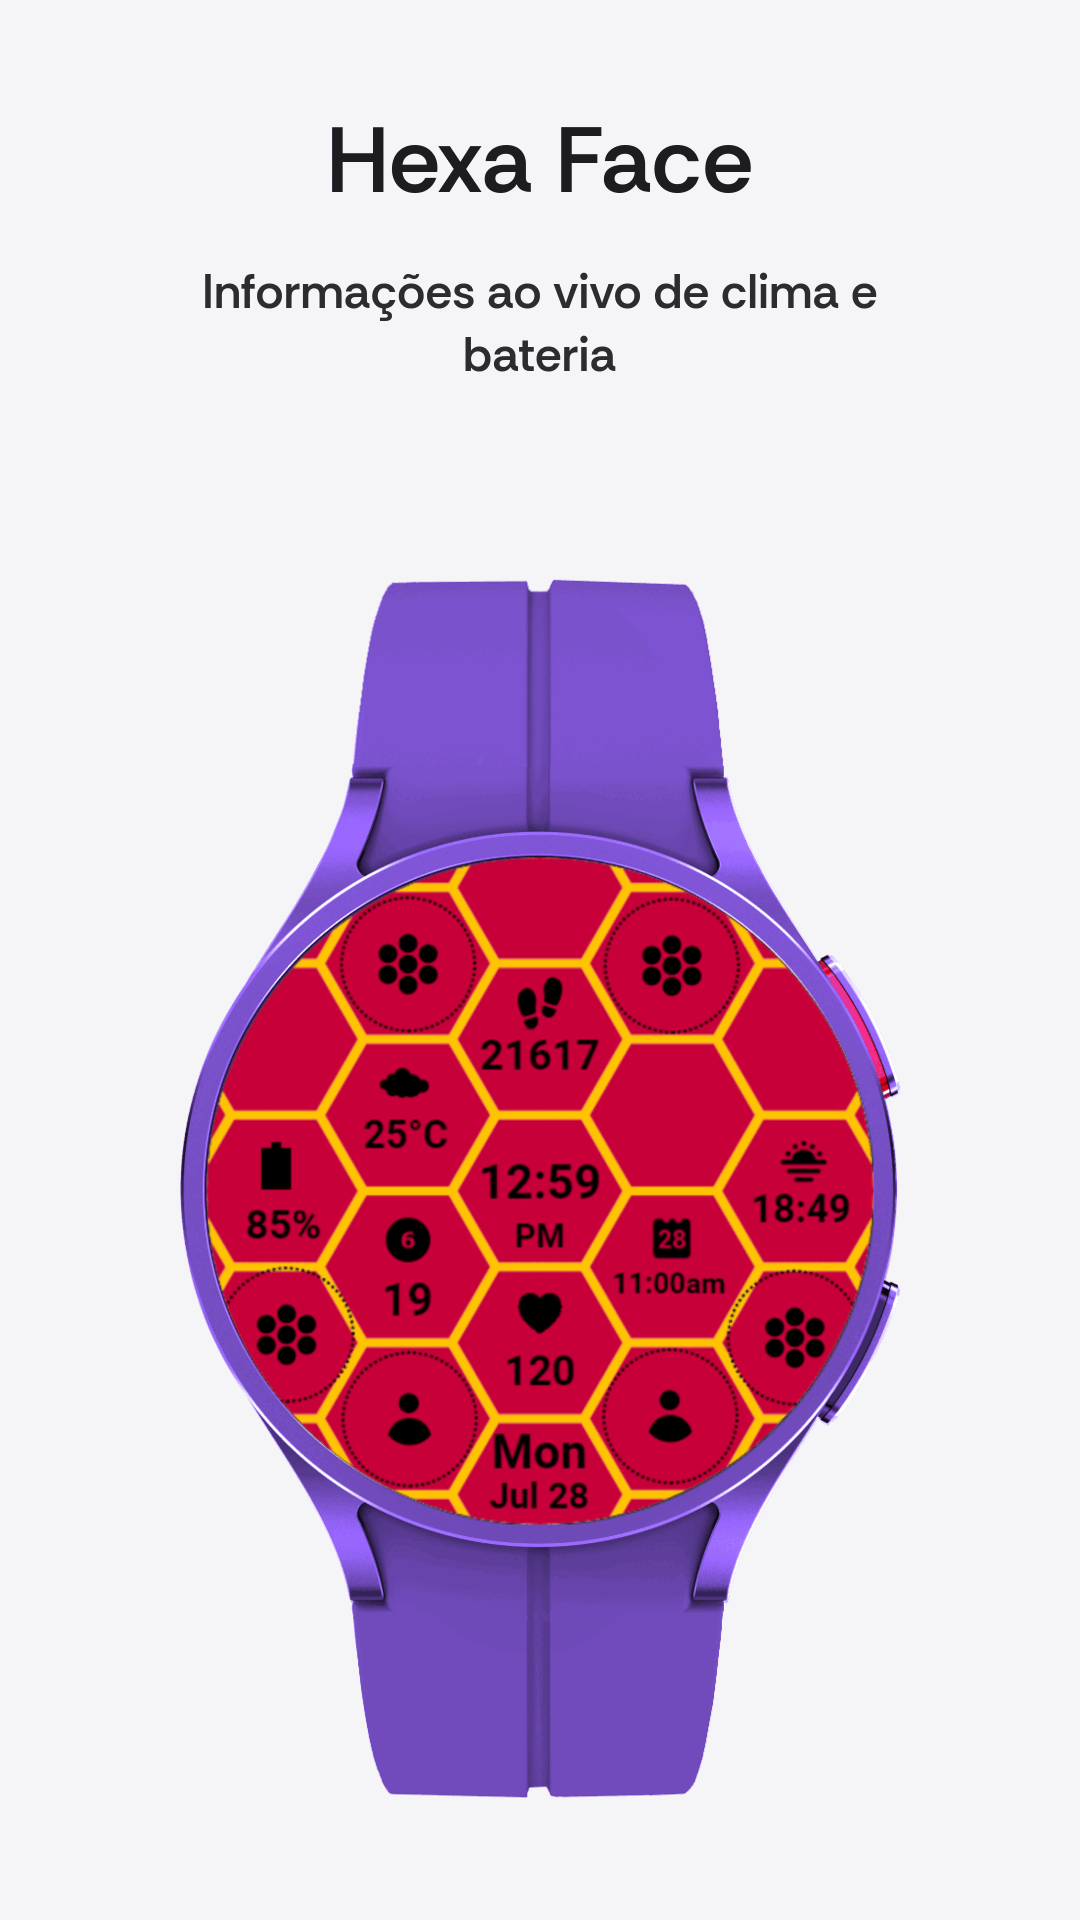 Hexa Face
Informações ao vivo de clima e
bateria
21617
25°C
12:59
PM
85%
18:49
6
19
28
11:00am
120
Mon
Jul 28